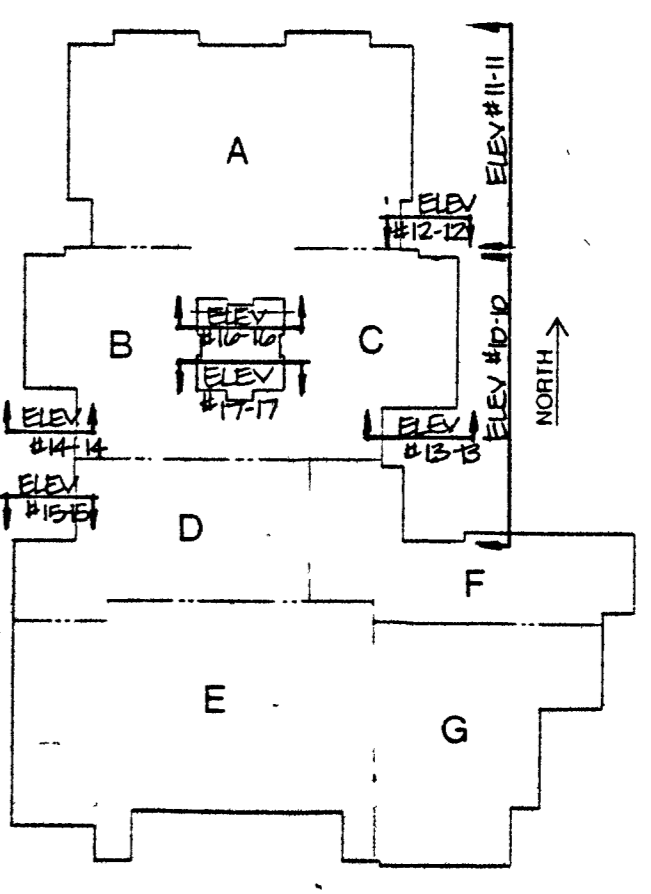 ELEV #11-11
A
ELEV
#12-12
B
ELEV
#16-16
C
ELEV #10-10
NORTH
ELEV
#17-17
ELEV
#14-14
ELEV
#13-13
ELEV
#15-15
D
F
E
G